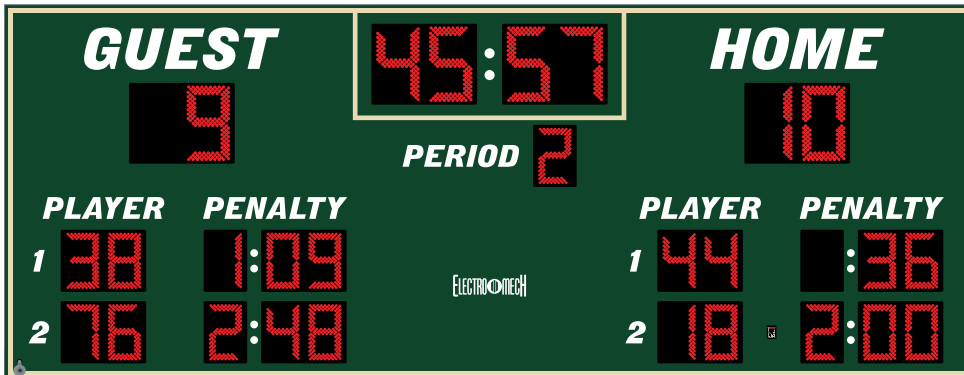 GUEST 45:57 HOME
9 10
PERIOD 2
PLAYER PENALTY PLAYER PENALTY
1 38 1:09 1 44 :36
ELECTRO MECH
2 76 2:48 2 18 2:00